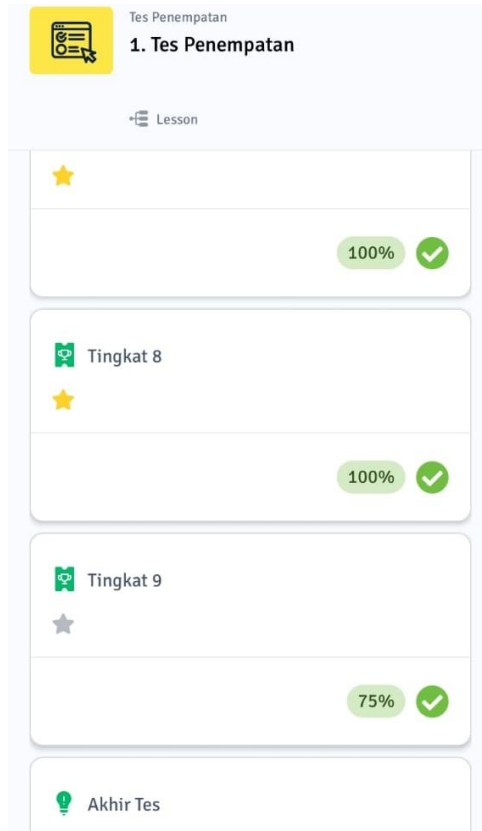 Tes Penempatan
1. Tes Penempatan
Lesson
100%
Tingkat 8
100%
Tingkat 9
75%
Akhir Tes